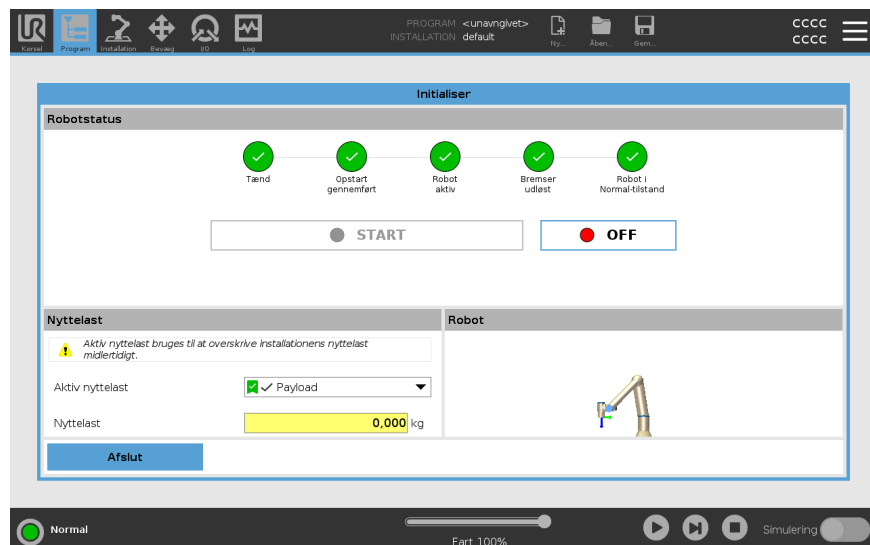 PROGRAM <unavngivet>
INSTALLATION default
Kørsel
Program
Installation
Bevæg
I/O
Log
Ny...
Åben...
Gem...
CCCC
CCCC
Initialiser
Robotstatus
Tænd
Opstart
gennemført
Robot
aktiv
Bremser
udløst
Robot i
Normal-tilstand
START
OFF
Nyttelast
Robot
Aktiv nyttelast bruges til at overskrive installationens nyttelast
midlertidigt.
Aktiv nyttelast
Payload
Nyttelast
0,000 kg
Afslut
Normal
Fart 100%
Simulering